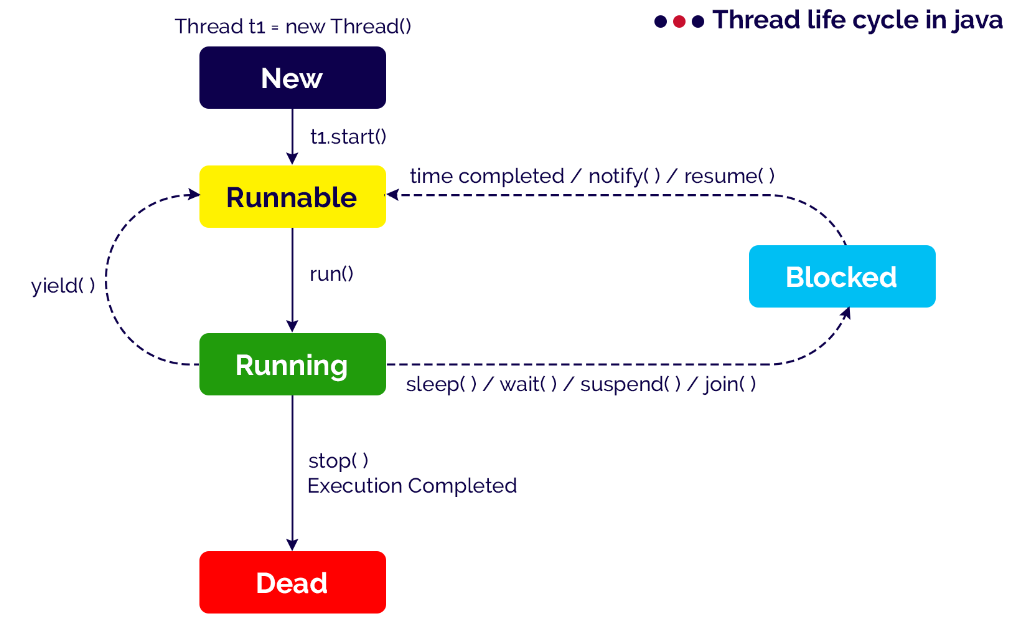 Thread life cycle in java
Thread t1 = new Thread()
New
t1.start()
time completed / notify( ) / resume( )
Runnable
Blocked
run()
yield( )
Running
sleep( ) / wait( ) / suspend( ) / join( )
stop( )
Execution Completed
Dead